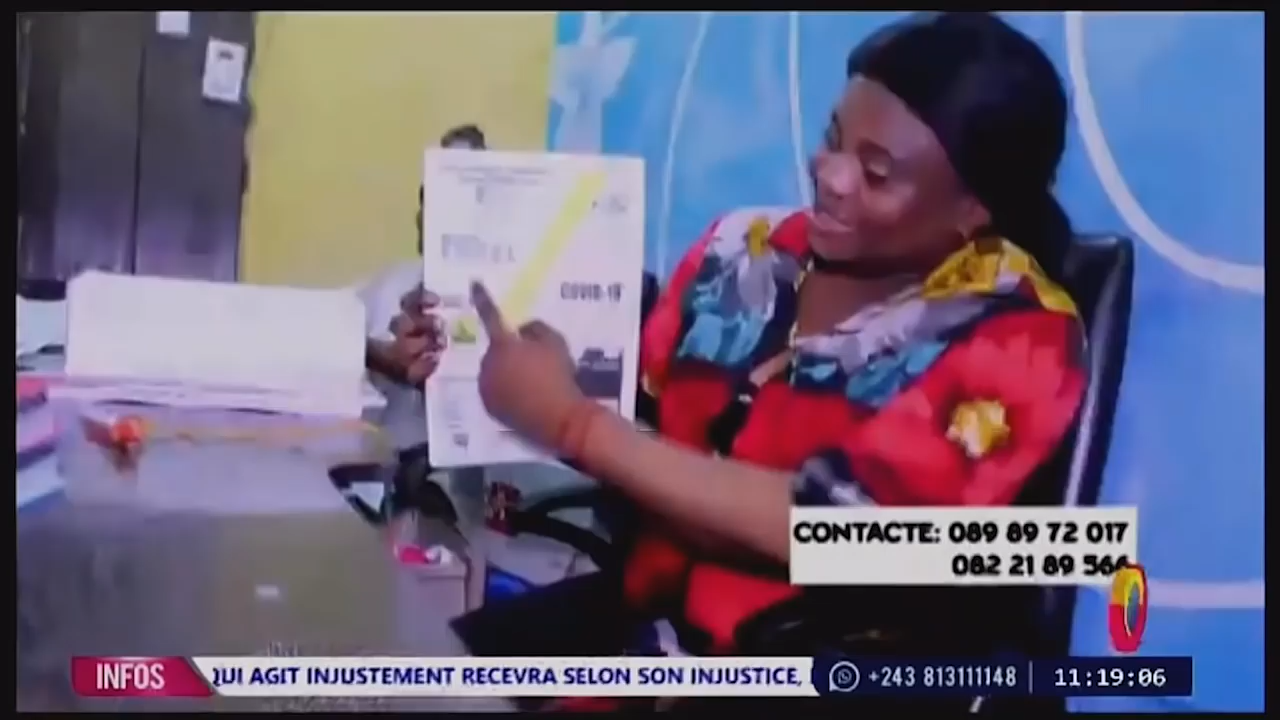 COVID-19
CONTACTE: 089 89 72 017
082 21 89 566
INFOS
QUI AGIT INJUSTEMENT RECEVRA SELON SON INJUSTICE,
+243 813111148
11:19:06